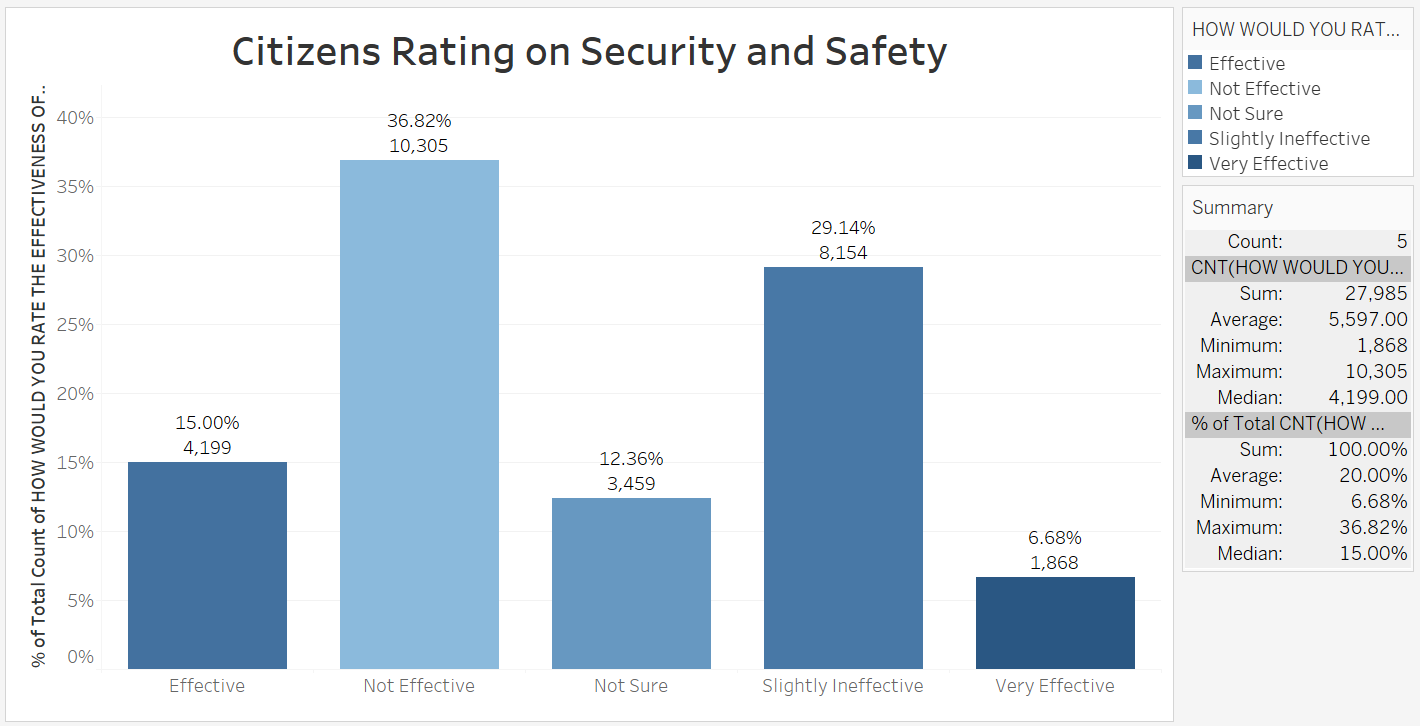 Citizens Rating on Security and Safety
% of Total Count of HOW WOULD YOU RATE THE EFFECTIVENESS OF..
40%
35%
30%
25%
20%
15%
10%
5%
0%
15.00%
4,199
36.82%
10,305
12.36%
3,459
29.14%
8,154
6.68%
1,868
Effective
Not Effective
Not Sure
Slightly Ineffective
Very Effective
HOW WOULD YOU RAT...
Effective
Not Effective
Not Sure
Slightly Ineffective
Very Effective
Summary
Count: 5
CNT(HOW WOULD YOU...
Sum: 27,985
Average: 5,597.00
Minimum: 1,868
Maximum: 10,305
Median: 4,199.00
% of Total CNT(HOW ...
Sum: 100.00%
Average: 20.00%
Minimum: 6.68%
Maximum: 36.82%
Median: 15.00%